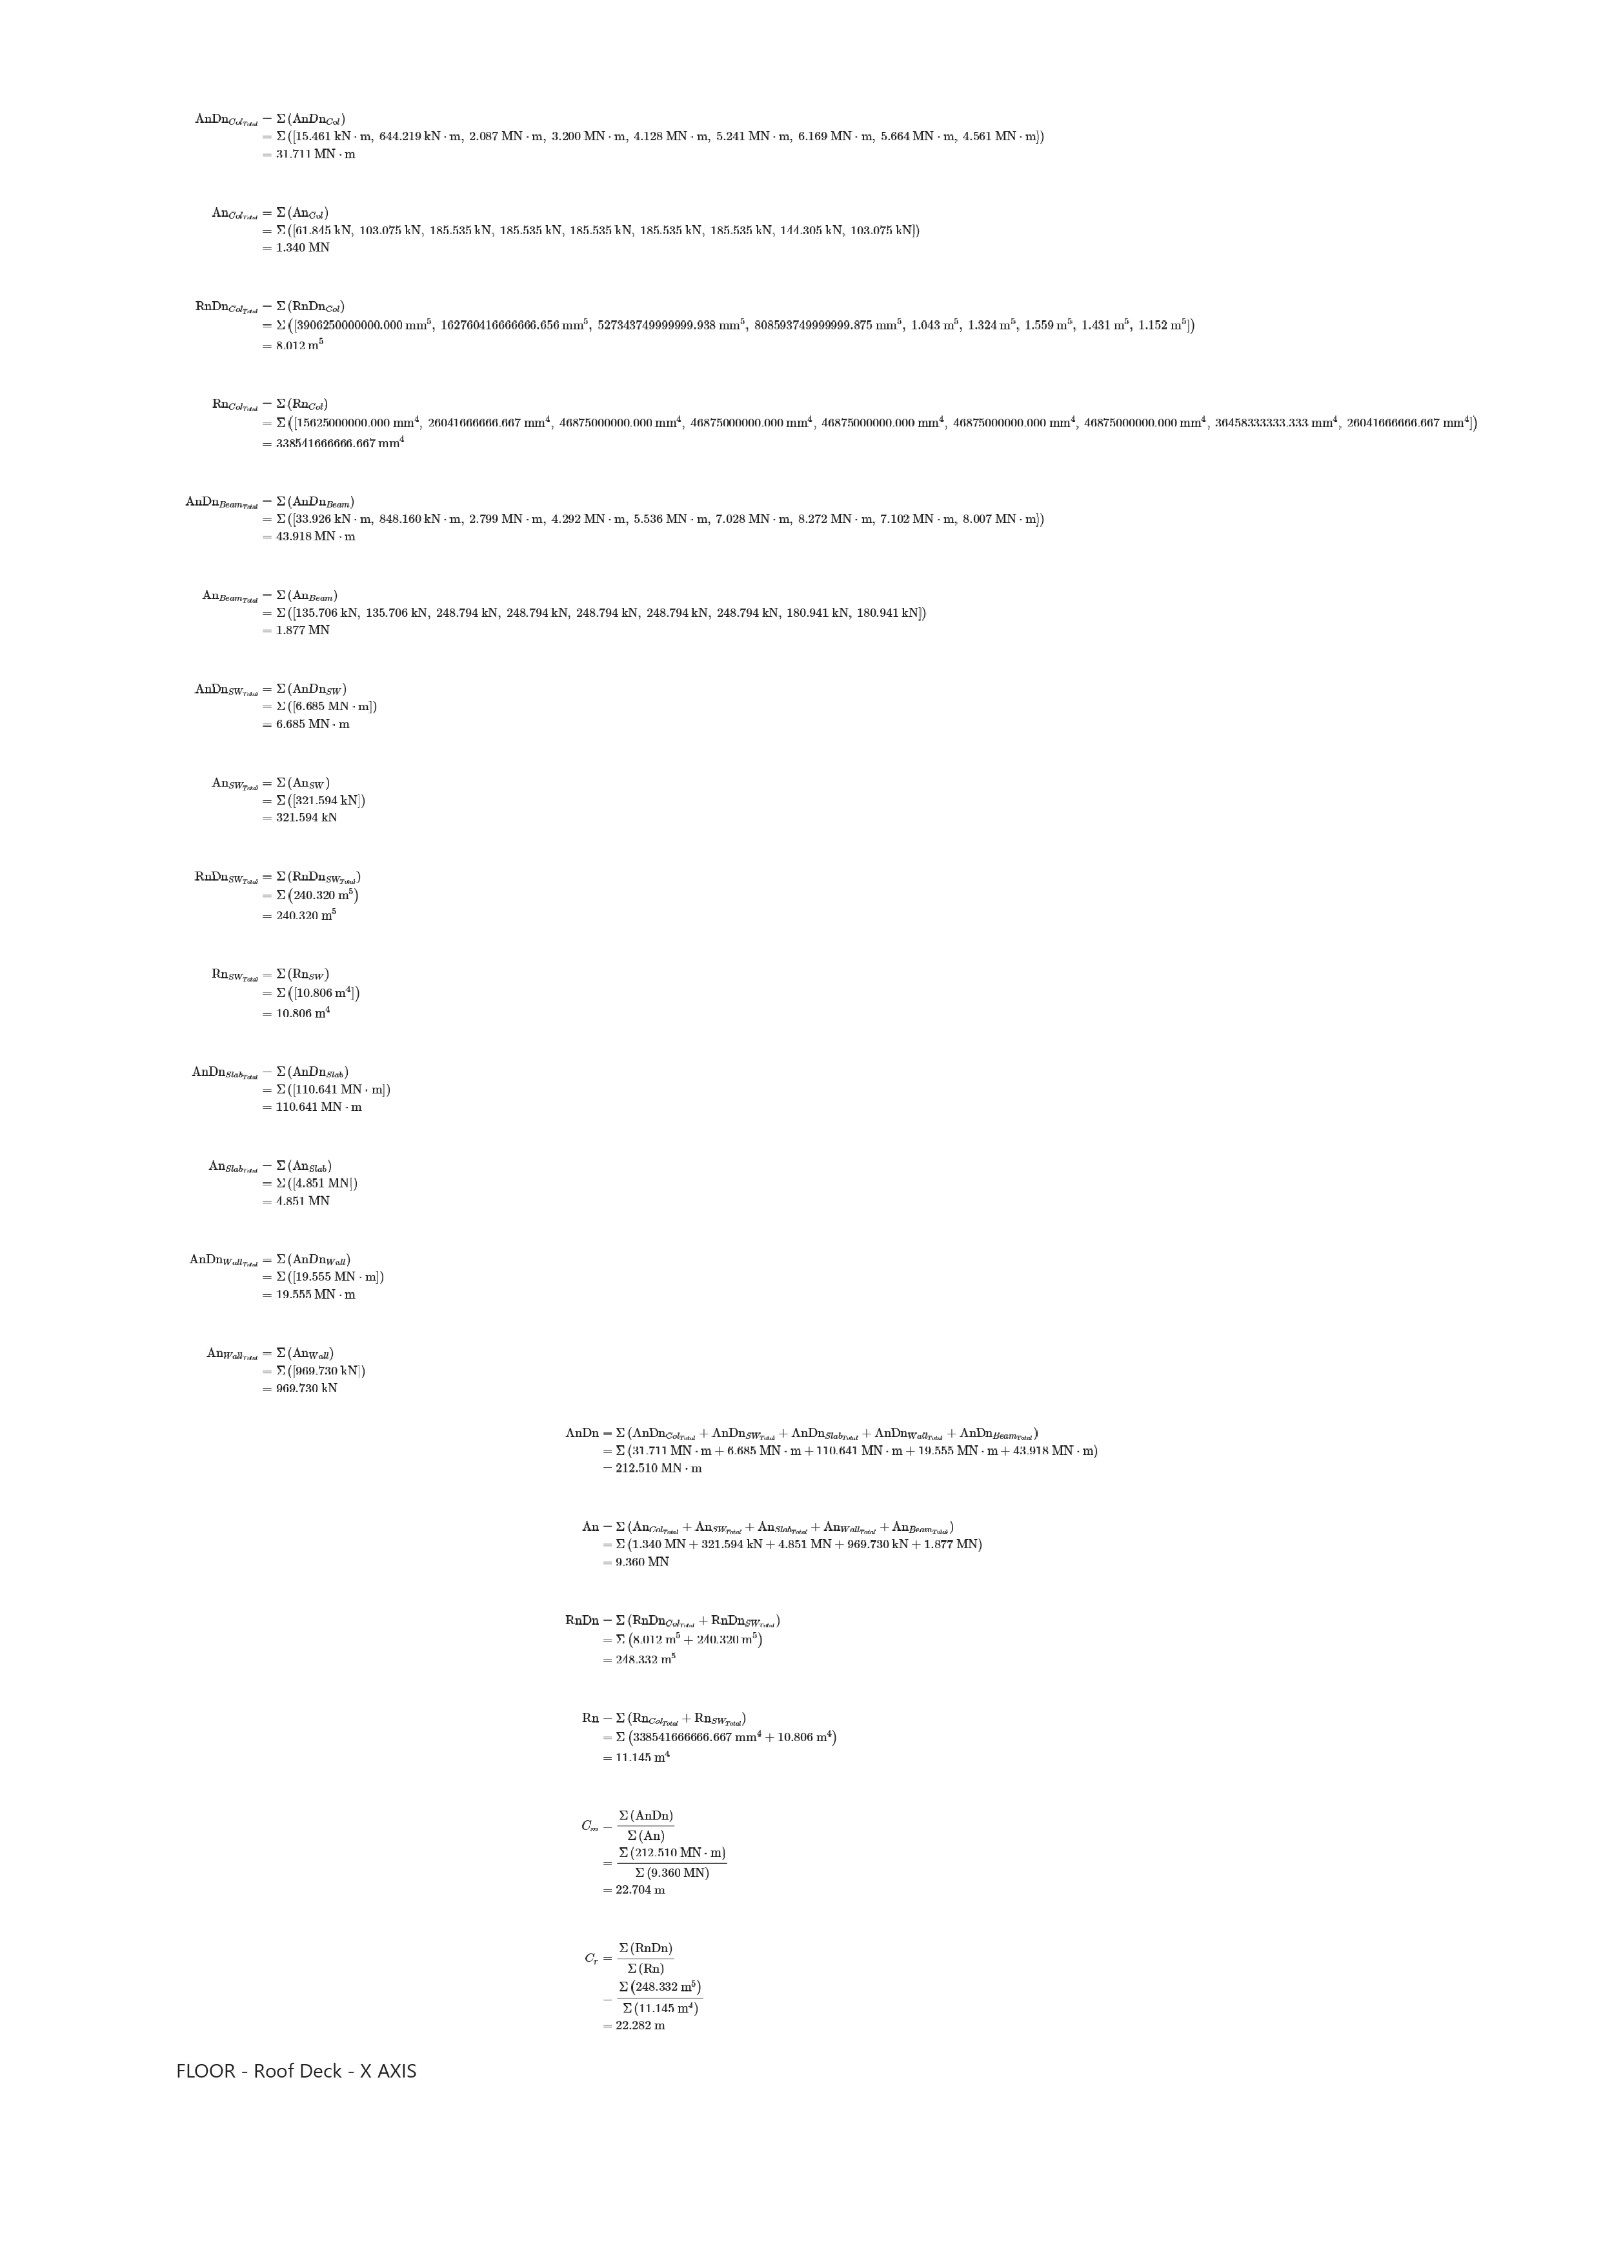 AnDn_{Col_{Total}} = Σ (AnDn_{Col})
= Σ ([15.461 kN · m, 644.219 kN · m, 2.087 MN · m, 3.200 MN · m, 4.128 MN · m, 5.241 MN · m, 6.169 MN · m, 5.664 MN · m, 4.561 MN · m])
= 31.711 MN · m
An_{Col_{Total}} = Σ (An_{Col})
= Σ ([61.845 kN, 103.075 kN, 185.535 kN, 185.535 kN, 185.535 kN, 185.535 kN, 185.535 kN, 144.305 kN, 103.075 kN])
= 1.340 MN
RnDn_{Col_{Total}} = Σ (RnDn_{Col})
= Σ ([3906250000000.000 mm⁵, 162760416666666.656 mm⁵, 527343749999999.938 mm⁵, 808593749999999.875 mm⁵, 1.043 m⁵, 1.324 m⁵, 1.559 m⁵, 1.431 m⁵, 1.152 m⁵])
= 8.012 m⁵
Rn_{Col_{Total}} = Σ (Rn_{Col})
= Σ ([15625000000.000 mm⁴, 26041666666.667 mm⁴, 46875000000.000 mm⁴, 46875000000.000 mm⁴, 46875000000.000 mm⁴, 46875000000.000 mm⁴, 46875000000.000 mm⁴, 36458333333.333 mm⁴, 26041666666.667 mm⁴])
= 338541666666.667 mm⁴
AnDn_{Beam_{Total}} = Σ (AnDn_{Beam})
= Σ ([33.926 kN · m, 848.160 kN · m, 2.799 MN · m, 4.292 MN · m, 5.536 MN · m, 7.028 MN · m, 8.272 MN · m, 7.102 MN · m, 8.007 MN · m])
= 43.918 MN · m
An_{Beam_{Total}} = Σ (An_{Beam})
= Σ ([135.706 kN, 135.706 kN, 248.794 kN, 248.794 kN, 248.794 kN, 248.794 kN, 248.794 kN, 180.941 kN, 180.941 kN])
= 1.877 MN
AnDn_{SW_{Total}} = Σ (AnDn_{SW})
= Σ ([6.685 MN · m])
= 6.685 MN · m
An_{SW_{Total}} = Σ (An_{SW})
= Σ ([321.594 kN])
= 321.594 kN
RnDn_{SW_{Total}} = Σ (RnDn_{SW_{Total}})
= Σ (240.320 m⁵)
= 240.320 m⁵
Rn_{SW_{Total}} = Σ (Rn_{SW})
= Σ ([10.806 m⁴])
= 10.806 m⁴
AnDn_{Slab_{Total}} = Σ (AnDn_{Slab})
= Σ ([110.641 MN · m])
= 110.641 MN · m
An_{Slab_{Total}} = Σ (An_{Slab})
= Σ ([4.851 MN])
= 4.851 MN
AnDn_{Wall_{Total}} = Σ (AnDn_{Wall})
= Σ ([19.555 MN · m])
= 19.555 MN · m
An_{Wall_{Total}} = Σ (An_{Wall})
= Σ ([969.730 kN])
= 969.730 kN
AnDn = Σ (AnDn_{Col_{Total}} + AnDn_{SW_{Total}} + AnDn_{Slab_{Total}} + AnDn_{Wall_{Total}} + AnDn_{Beam_{Total}})
= Σ (31.711 MN · m + 6.685 MN · m + 110.641 MN · m + 19.555 MN · m + 43.918 MN · m)
= 212.510 MN · m
An = Σ (An_{Col_{Total}} + An_{SW_{Total}} + An_{Slab_{Total}} + An_{Wall_{Total}} + An_{Beam_{Total}})
= Σ (1.340 MN + 321.594 kN + 4.851 MN + 969.730 kN + 1.877 MN)
= 9.360 MN
RnDn = Σ (RnDn_{Col_{Total}} + RnDn_{SW_{Total}})
= Σ (8.012 m⁵ + 240.320 m⁵)
= 248.332 m⁵
Rn = Σ (Rn_{Col_{Total}} + Rn_{SW_{Total}})
= Σ (338541666666.667 mm⁴ + 10.806 m⁴)
= 11.145 m⁴
C_m = Σ (AnDn) / Σ (An)
= Σ (212.510 MN · m) / Σ (9.360 MN)
= 22.704 m
C_r = Σ (RnDn) / Σ (Rn)
= Σ (248.332 m⁵) / Σ (11.145 m⁴)
= 22.282 m
FLOOR - Roof Deck - X AXIS